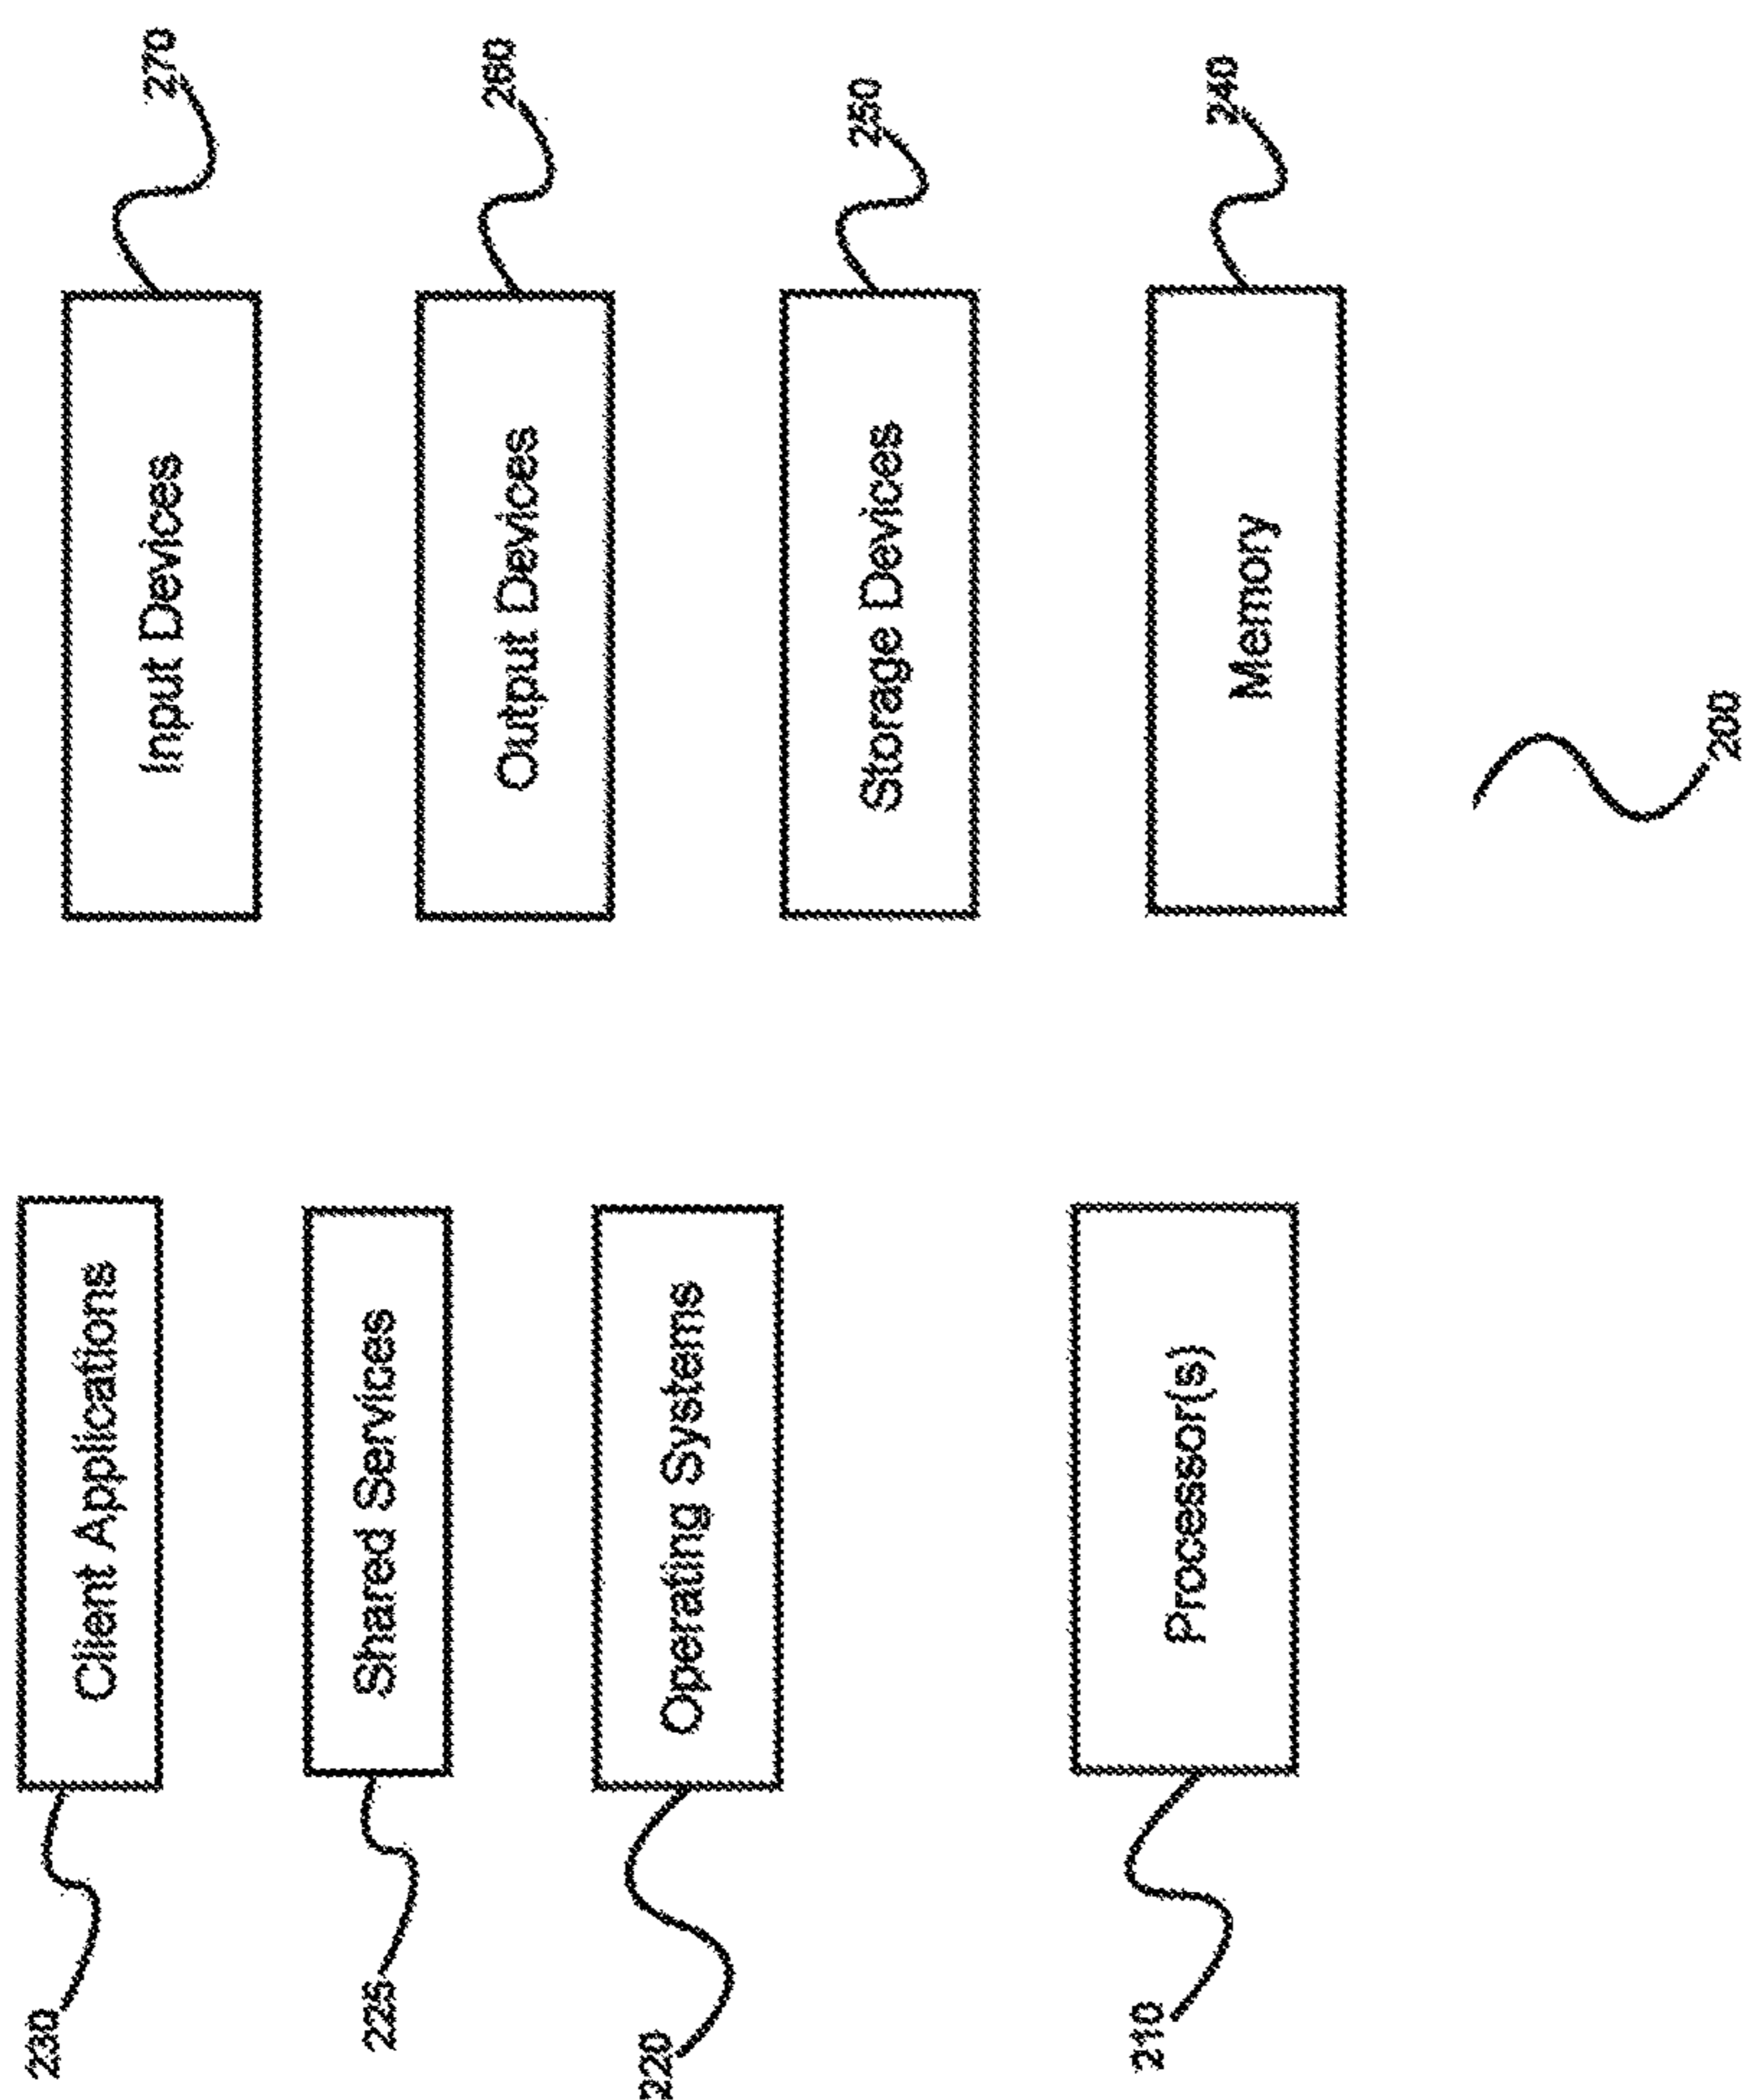 230
Client Applications
225
Shared Services
220
Operating Systems
210
Processor(s)
Input Devices
270
Output Devices
260
Storage Devices
250
Memory
240
200